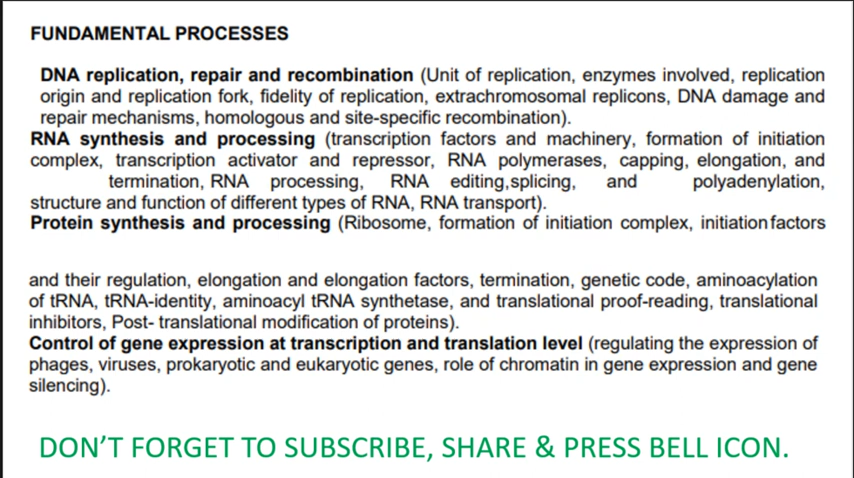 FUNDAMENTAL PROCESSES
DNA replication, repair and recombination (Unit of replication, enzymes involved, replication
origin and replication fork, fidelity of replication, extrachromosomal replicons, DNA damage and
repair mechanisms, homologous and site-specific recombination).
RNA synthesis and processing (transcription factors and machinery, formation of initiation
complex, transcription activator and repressor, RNA polymerases, capping, elongation, and
termination, RNA processing, RNA editing,splicing, and polyadenylation,
structure and function of different types of RNA, RNA transport).
Protein synthesis and processing (Ribosome, formation of initiation complex, initiation factors
and their regulation, elongation and elongation factors, termination, genetic code, aminoacylation
of tRNA, tRNA-identity, aminoacyl tRNA synthetase, and translational proof-reading, translational
inhibitors, Post- translational modification of proteins).
Control of gene expression at transcription and translation level (regulating the expression of
phages, viruses, prokaryotic and eukaryotic genes, role of chromatin in gene expression and gene
silencing).
DON'T FORGET TO SUBSCRIBE, SHARE & PRESS BELL ICON.